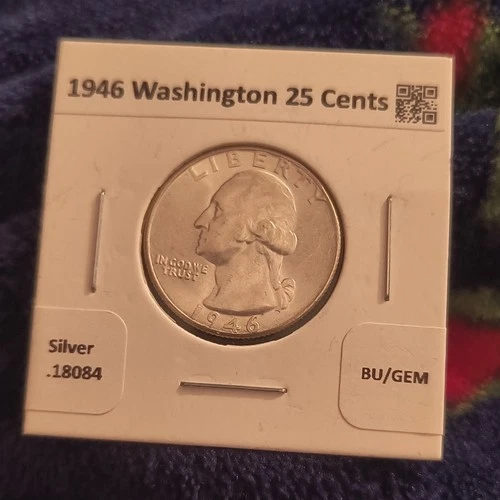 1946 Washington 25 Cents
LIBERTY
IN GOD WE
TRUST
1946
Silver
.18084
BU/GEM